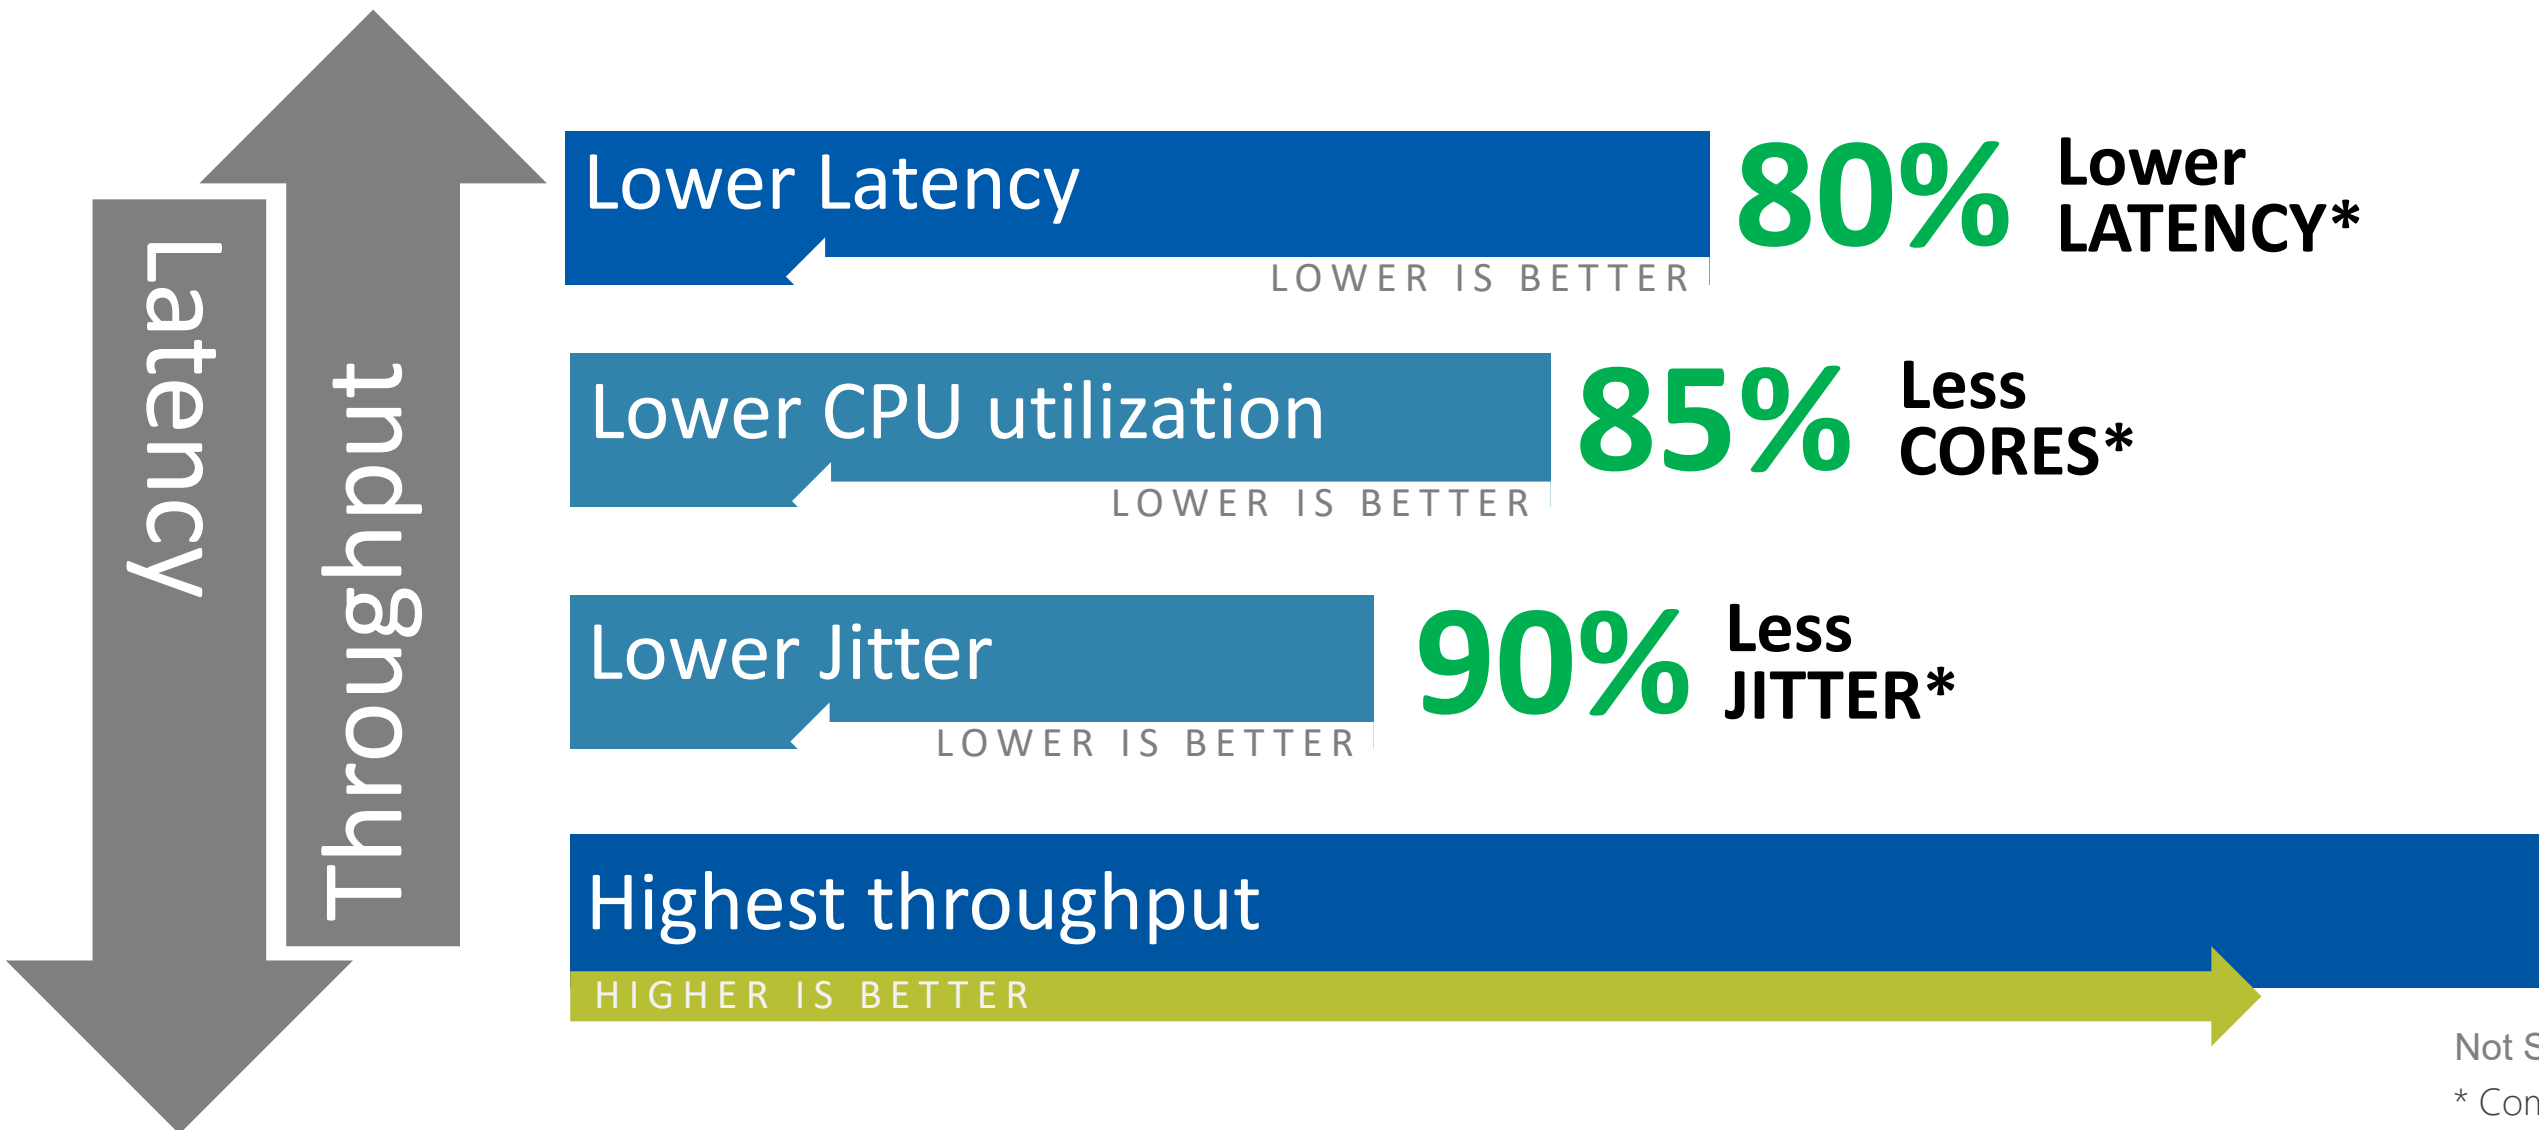 Latency
Throughput
Lower Latency
LOWER IS BETTER
80%
Lower
LATENCY*
Lower CPU utilization
LOWER IS BETTER
85%
Less
CORES*
Lower Jitter
LOWER IS BETTER
90%
Less
JITTER*
Highest throughput
HIGHER IS BETTER
Not
*